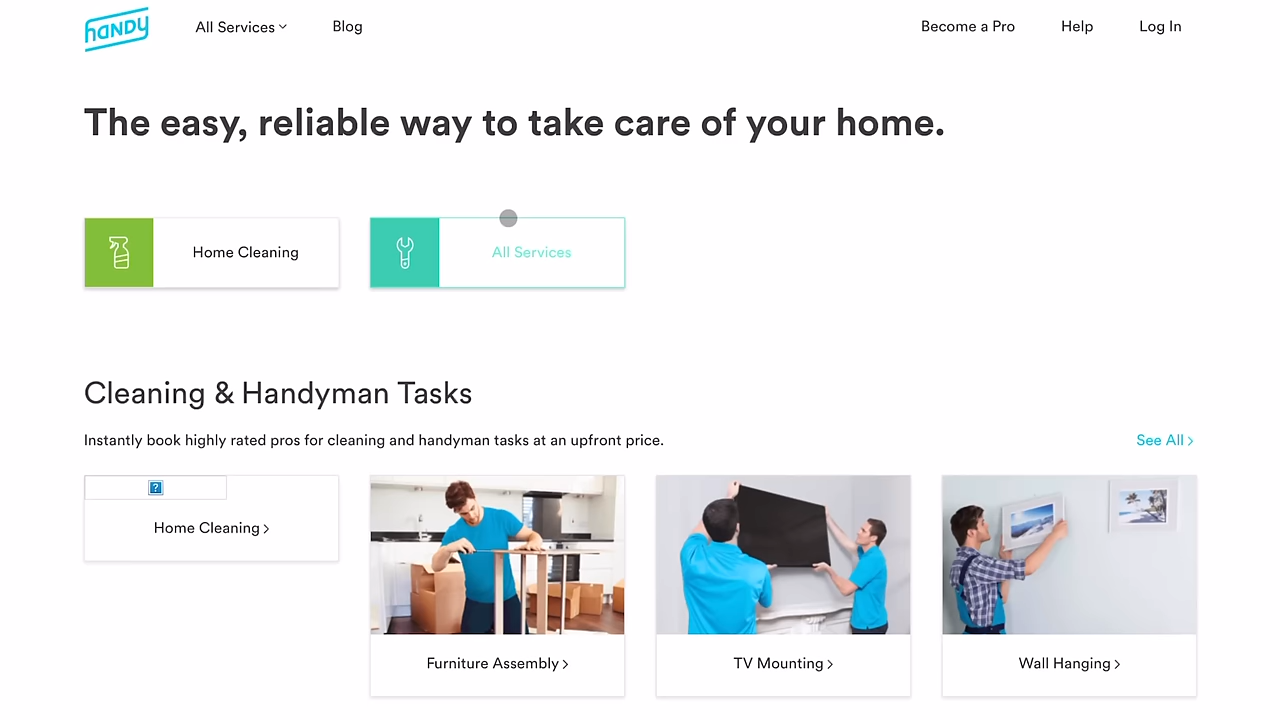 handy
All Services
Blog
Become a Pro
Help
Log In
The easy, reliable way to take care of your home.
Home Cleaning
All Services
Cleaning & Handyman Tasks
Instantly book highly rated pros for cleaning and handyman tasks at an upfront price.
See All >
?
Home Cleaning >
Furniture Assembly >
TV Mounting >
Wall Hanging >